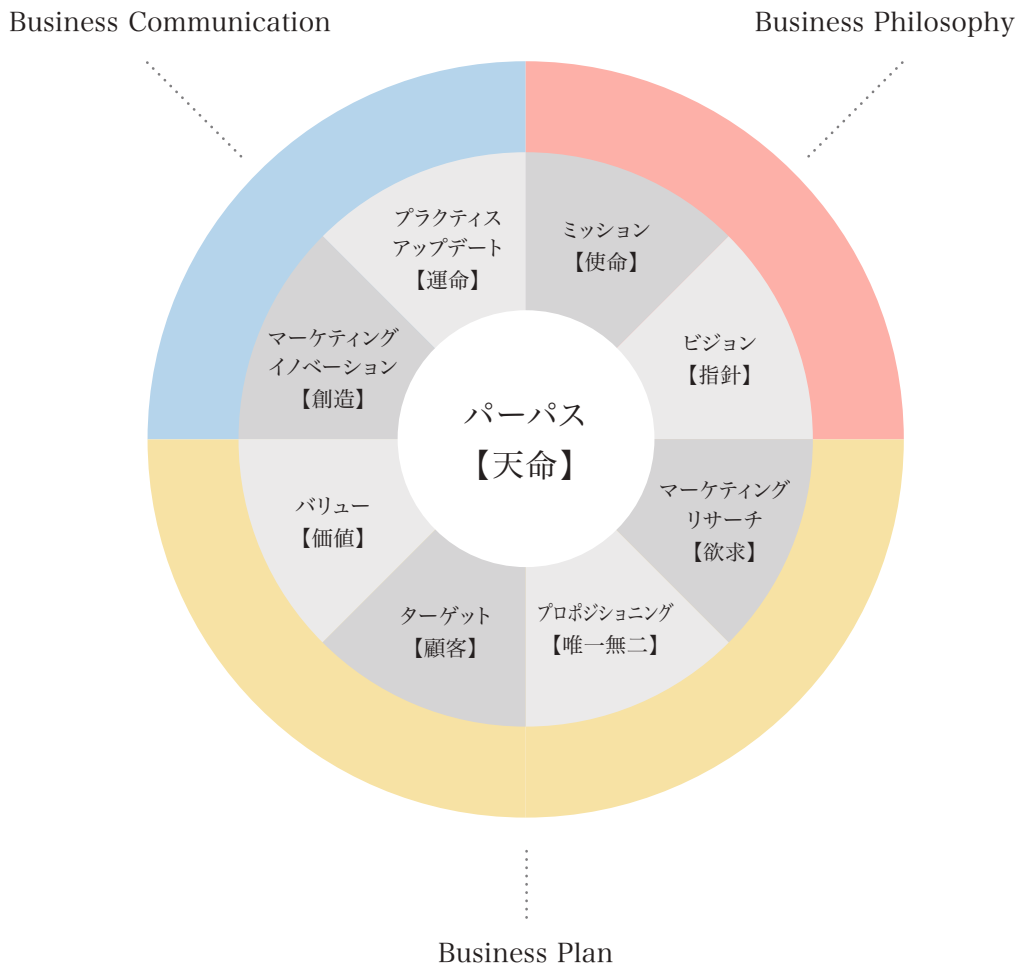 Business Communication
Business Philosophy
プラクティス
アップデート
【運命】
ミッション
【使命】
マーケティング
イノベーション
【創造】
ビジョン
【指針】
パーパス
【天命】
バリュー
【価値】
マーケティング
リサーチ
【欲求】
ターゲット
【顧客】
プロポジショニング
【唯一無二】
Business Plan